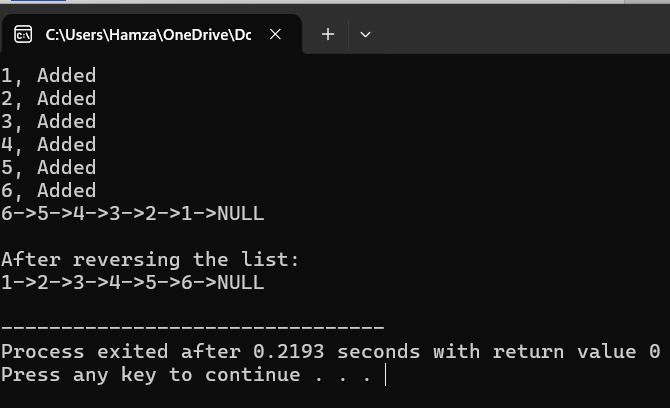 C:\Users\Hamza\OneDrive\Dc
1, Added
2, Added
3, Added
4, Added
5, Added
6, Added
6->5->4->3->2->1->NULL
After reversing the list:
1->2->3->4->5->6->NULL
--------------------------------
Process exited after 0.2193 seconds with return value 0
Press any key to continue . . .